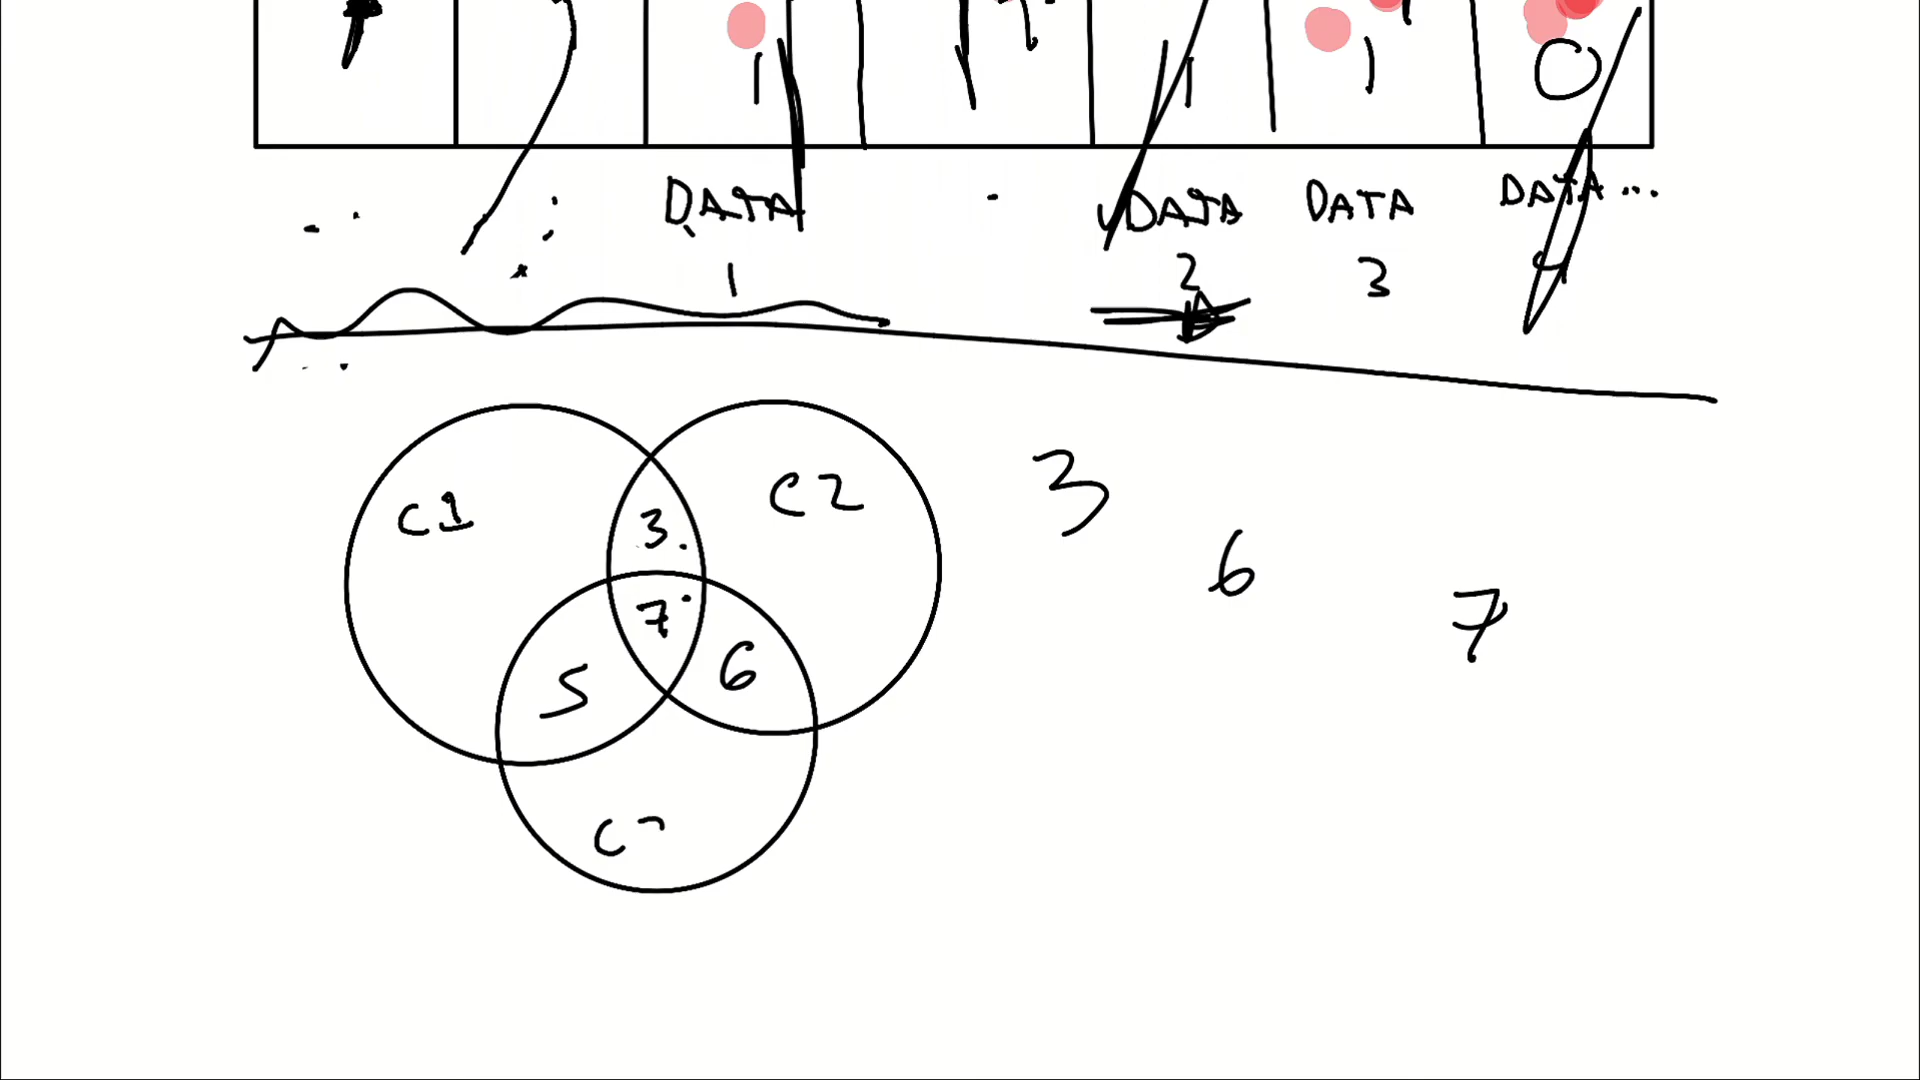 1 1 1 0
DATA DATA DATA DATA...
1 2 3
C1 C2 3
3.
6
7 7
5 6
C